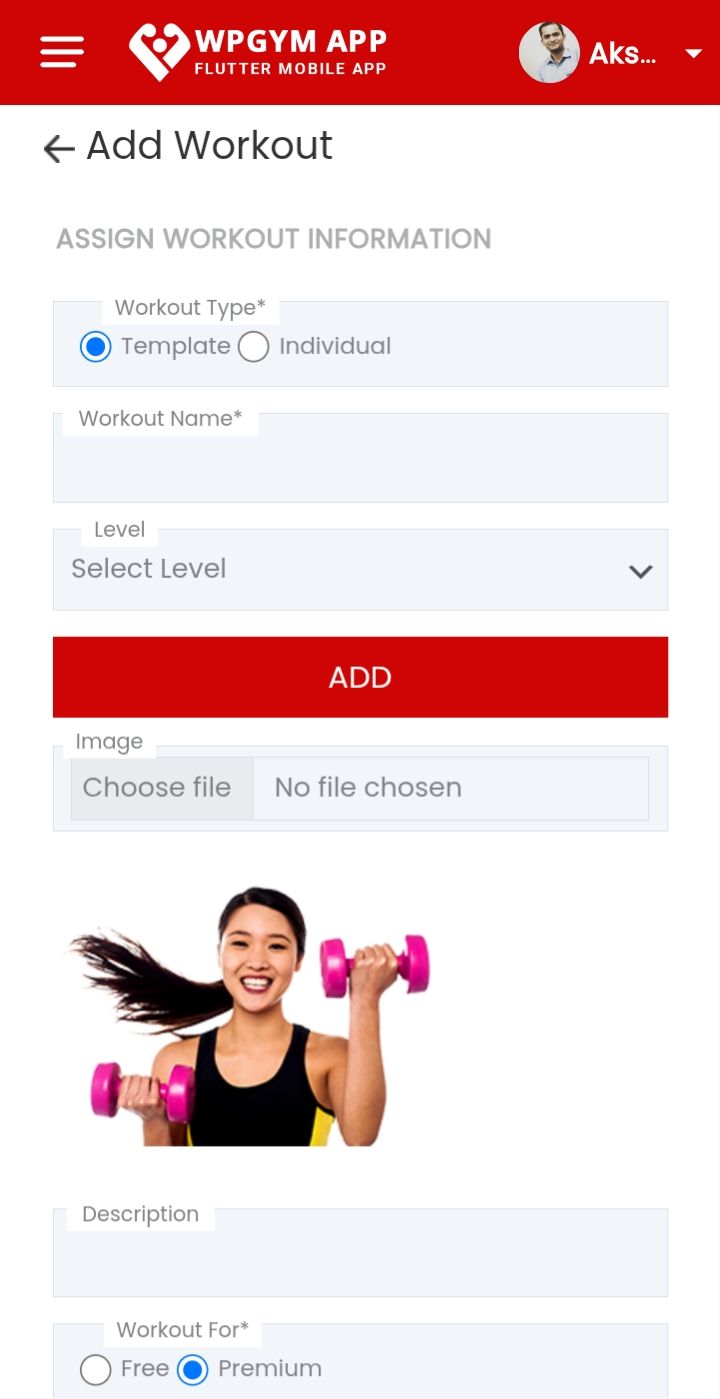 WPGYM APP
FLUTTER MOBILE APP
Aks...
Add Workout
ASSIGN WORKOUT INFORMATION
Workout Type*
Template Individual
Workout Name*
Level
Select Level
ADD
Image
Choose file No file chosen
Description
Workout For*
Free Premium